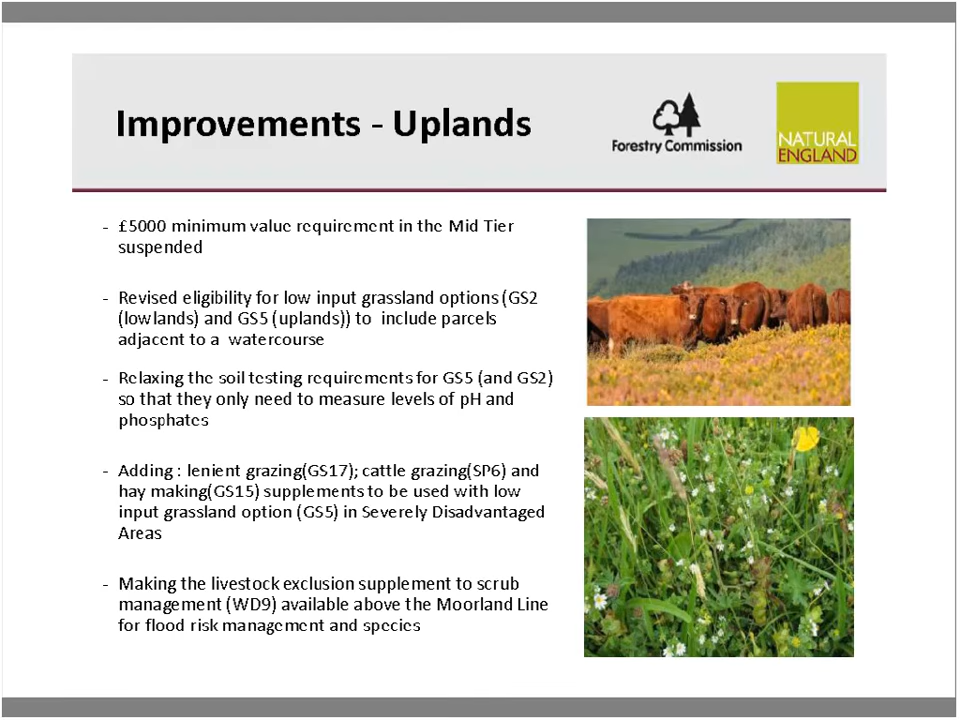 Improvements - Uplands
Forestry Commission
NATURAL
ENGLAND
- £5000 minimum value requirement in the Mid Tier
suspended
- Revised eligibility for low input grassland options (GS2
(lowlands) and GS5 (uplands)) to include parcels
adjacent to a watercourse
- Relaxing the soil testing requirements for GS5 (and GS2)
so that they only need to measure levels of pH and
phosphates
- Adding : lenient grazing(GS17); cattle grazing(SP6) and
hay making(GS15) supplements to be used with low
input grassland option (GS5) in Severely Disadvantaged
Areas
- Making the livestock exclusion supplement to scrub
management (WD9) available above the Moorland Line
for flood risk management and species